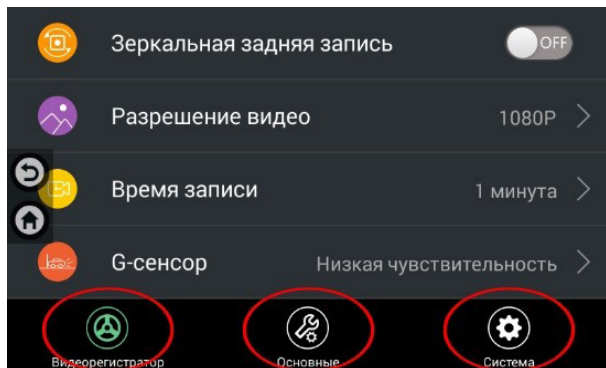 Зеркальная задняя запись OFF
Разрешение видео 1080P
Время записи 1 минута
G-сенсор Низкая чувствительность
Видеорегистратор Основные Система